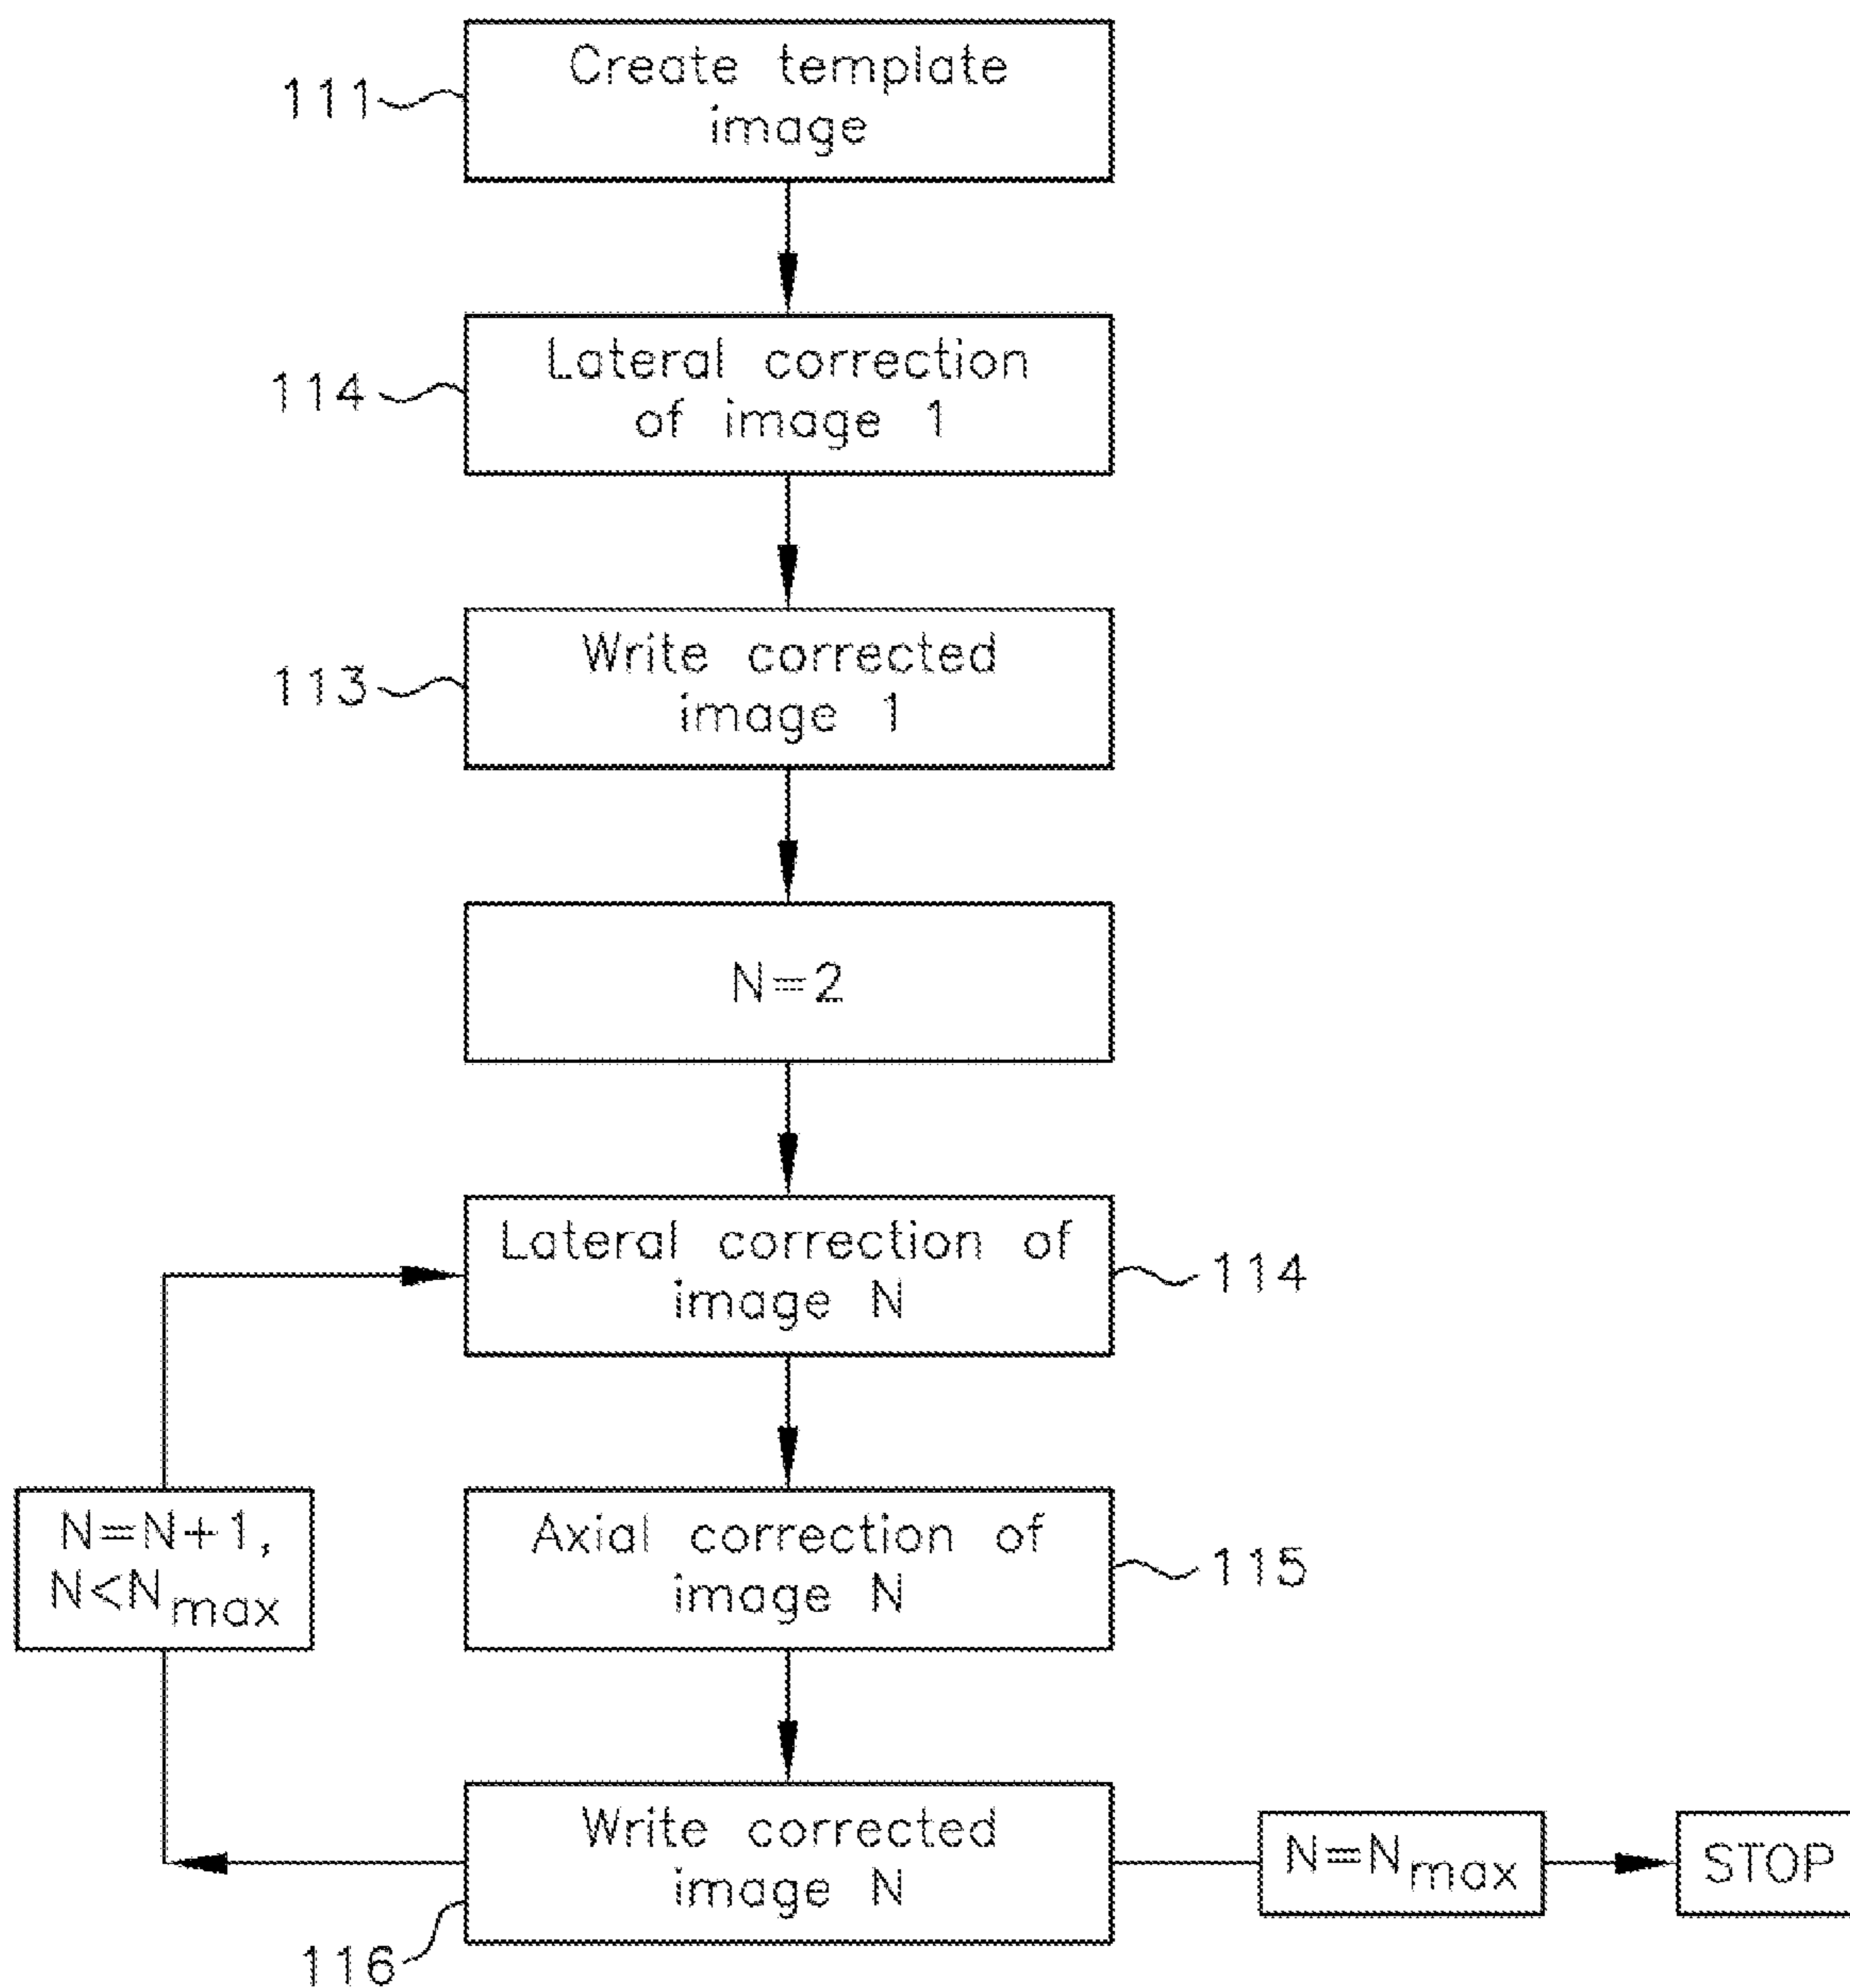 Create template
image
111
Lateral correction
of image 1
114
Write corrected
image 1
113
N=2
Lateral correction of
image N
114
N=N+1,
N<Nmax
Axial correction of
image N
115
Write corrected
image N
116
N=Nmax
STOP